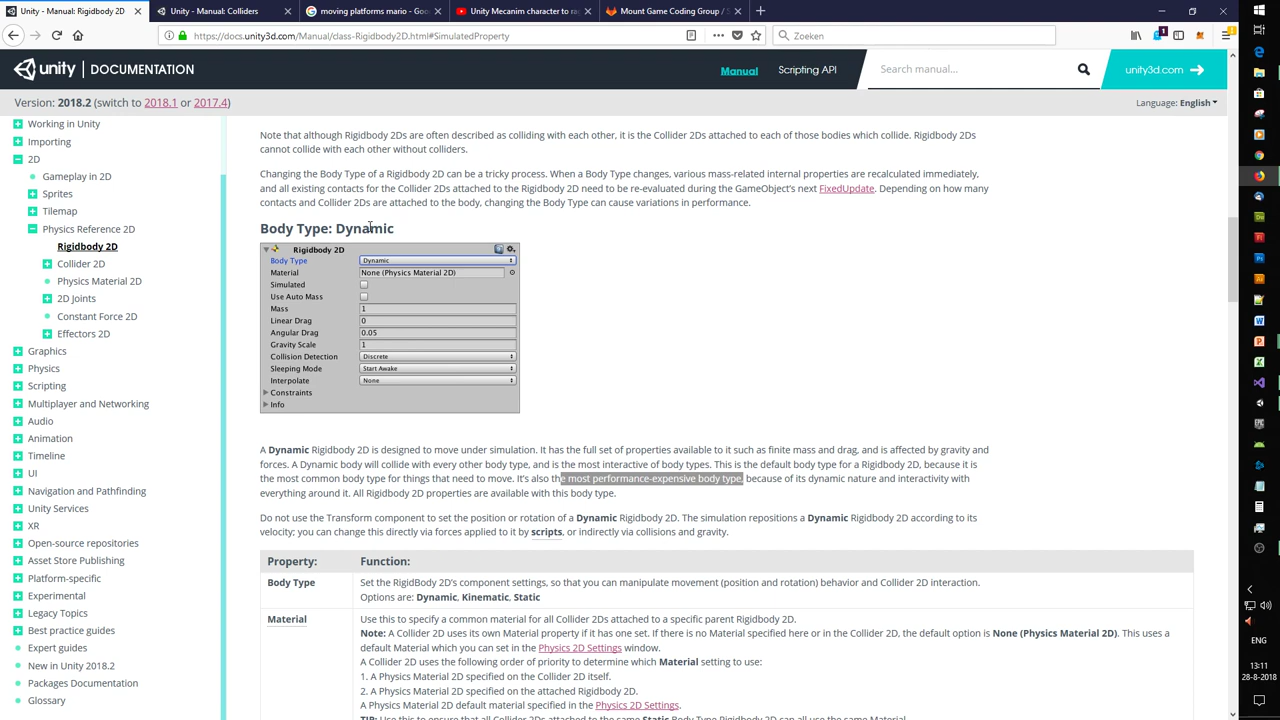 Unity - Manual: Rigidbody 2D
Unity - Manual: Colliders
moving platforms mario - Goo
Unity Mecanim character to rag
Mount Game Coding Group / S
https://docs.unity3d.com/Manual/class-Rigidbody2D.html#SimulatedProperty
Zoeken
unity | DOCUMENTATION
Manual
Scripting API
Search manual...
unity3d.com
Version: 2018.2 (switch to 2018.1 or 2017.4)
Language: English
Working in Unity
Importing
2D
Gameplay in 2D
Sprites
Tilemap
Physics Reference 2D
Rigidbody 2D
Collider 2D
Physics Material 2D
2D Joints
Constant Force 2D
Effectors 2D
Graphics
Physics
Scripting
Multiplayer and Networking
Audio
Animation
Timeline
UI
Navigation and Pathfinding
Unity Services
XR
Open-source repositories
Asset Store Publishing
Platform-specific
Experimental
Legacy Topics
Best practice guides
Expert guides
New in Unity 2018.2
Packages Documentation
Glossary
Note that although Rigidbody 2Ds are often described as colliding with each other, it is the Collider 2Ds attached to each of those bodies which collide. Rigidbody 2Ds
cannot collide with each other without colliders.
Changing the Body Type of a Rigidbody 2D can be a tricky process. When a Body Type changes, various mass-related internal properties are recalculated immediately,
and all existing contacts for the Collider 2Ds attached to the Rigidbody 2D need to be re-evaluated during the GameObject's next FixedUpdate. Depending on how many
contacts and Collider 2Ds are attached to the body, changing the Body Type can cause variations in performance.
Body Type: Dynamic
Rigidbody 2D
Body Type Dynamic
Material None (Physics Material 2D)
Simulated
Use Auto Mass
Mass 1
Linear Drag 0
Angular Drag 0.05
Gravity Scale 1
Collision Detection Discrete
Sleeping Mode Start Awake
Interpolate None
Constraints
Info
A Dynamic Rigidbody 2D is designed to move under simulation. It has the full set of properties available to it such as finite mass and drag, and is affected by gravity and
forces. A Dynamic body will collide with every other body type, and is the most interactive of body types. This is the default body type for a Rigidbody 2D, because it is
the most common body type for things that need to move. It's also the most performance-expensive body type, because of its dynamic nature and interactivity with
everything around it. All Rigidbody 2D properties are available with this body type.
Do not use the Transform component to set the position or rotation of a Dynamic Rigidbody 2D. The simulation repositions a Dynamic Rigidbody 2D according to its
velocity; you can change this directly via forces applied to it by scripts, or indirectly via collisions and gravity.
Property: Function:
Body Type Set the RigidBody 2D's component settings, so that you can manipulate movement (position and rotation) behavior and Collider 2D interaction.
Options are: Dynamic, Kinematic, Static
Material Use this to specify a common material for all Collider 2Ds attached to a specific parent Rigidbody 2D.
Note: A Collider 2D uses its own Material property if it has one set. If there is no Material specified here or in the Collider 2D, the default option is None (Physics Material 2D). This uses a
default Material which you can set in the Physics 2D Settings window.
A Collider 2D uses the following order of priority to determine which Material setting to use:
1. A Physics Material 2D specified on the Collider 2D itself.
2. A Physics Material 2D specified on the attached Rigidbody 2D.
A Physics Material 2D default material specified in the Physics 2D Settings.
TIP: Use this to ensure that all Collider 2Ds attached to the same Static Body Type Rigidbody 2D can all use the same Material.
ENG
13:11
28-8-2018